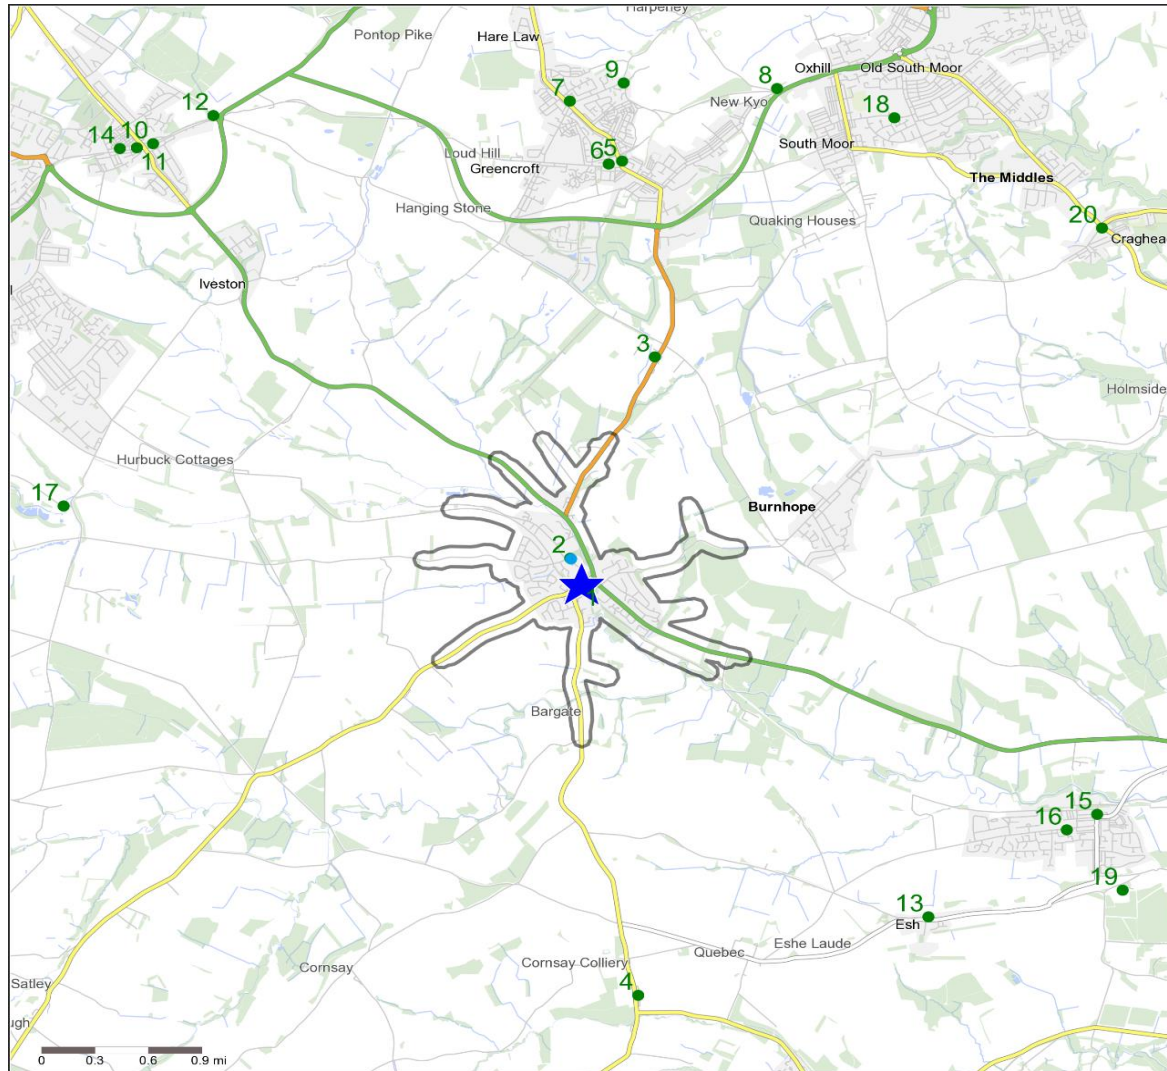 Harperley
Pontop Pike
Hare Law
Oxhill
Old South Moor
9
8
7
12
New Kyo
18
14
10
11
Loud Hill
Greencroft
6
5
South Moor
The Middles
Hanging Stone
Quaking Houses
20
Craghea
Iveston
3
Holmside
Hurbuck Cottages
17
Burnhope
2
1
Bargate
15
16
19
13
Esh
Eshe Laude
Quebec
Cornsay Colliery
Cornsay
Satley
4
ugh
0 0.3 0.6 0.9 mi